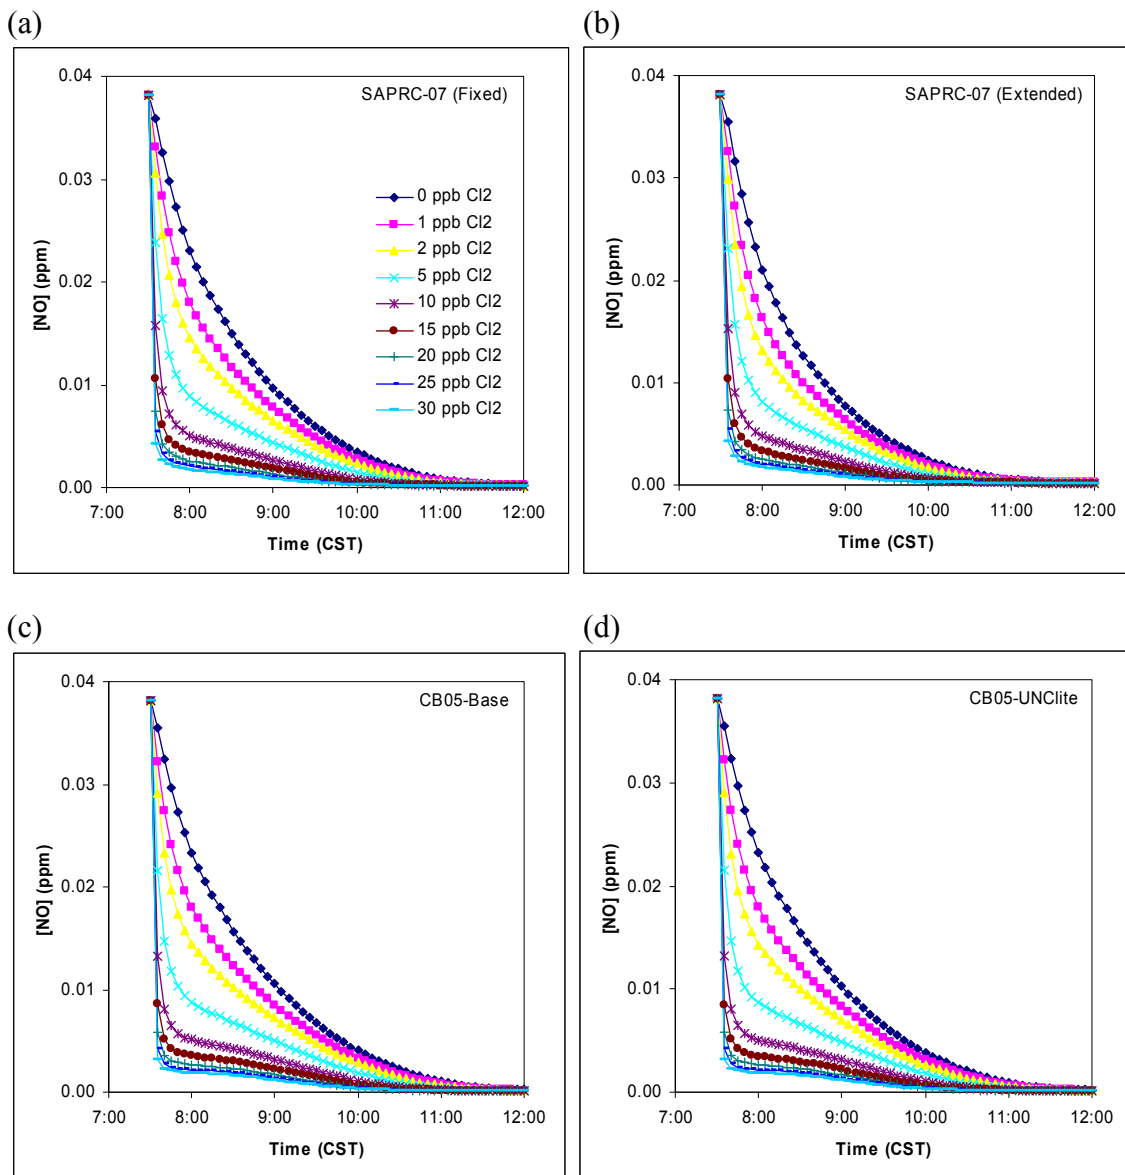 (a)
SAPRC-07 (Fixed)
0.04
0.03
0.02
0.01
0.00
[NO] (ppm)
0 ppb Cl2
1 ppb Cl2
2 ppb Cl2
5 ppb Cl2
10 ppb Cl2
15 ppb Cl2
20 ppb Cl2
25 ppb Cl2
30 ppb Cl2
7:00 8:00 9:00 10:00 11:00 12:00
Time (CST)
(b)
SAPRC-07 (Extended)
0.04
0.03
0.02
0.01
0.00
[NO] (ppm)
7:00 8:00 9:00 10:00 11:00 12:00
Time (CST)
(c)
CB05-Base
0.04
0.03
0.02
0.01
0.00
[NO] (ppm)
7:00 8:00 9:00 10:00 11:00 12:00
Time (CST)
(d)
CB05-UNClite
0.04
0.03
0.02
0.01
0.00
[NO] (ppm)
7:00 8:00 9:00 10:00 11:00 12:00
Time (CST)